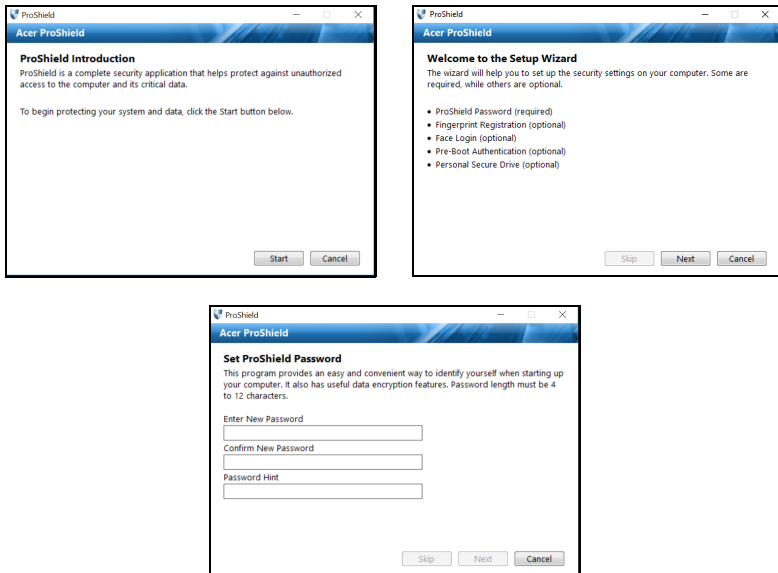 ProShield
Acer ProShield
ProShield Introduction
ProShield is a complete security application that helps protect against unauthorized
access to the computer and its critical data.
To begin protecting your system and data, click the Start button below.
Start
Cancel
ProShield
Acer ProShield
Welcome to the Setup Wizard
The wizard will help you to set up the security settings on your computer. Some are
required, while others are optional.
• ProShield Password (required)
• Fingerprint Registration (optional)
• Face Login (optional)
• Pre-Boot Authentication (optional)
• Personal Secure Drive (optional)
Skip
Next
Cancel
ProShield
Acer ProShield
Set ProShield Password
This program provides an easy and convenient way to identify yourself when starting up
your computer. It also has useful data encryption features. Password length must be 4
to 12 characters.
Enter New Password
Confirm New Password
Password Hint
Skip
Next
Cancel